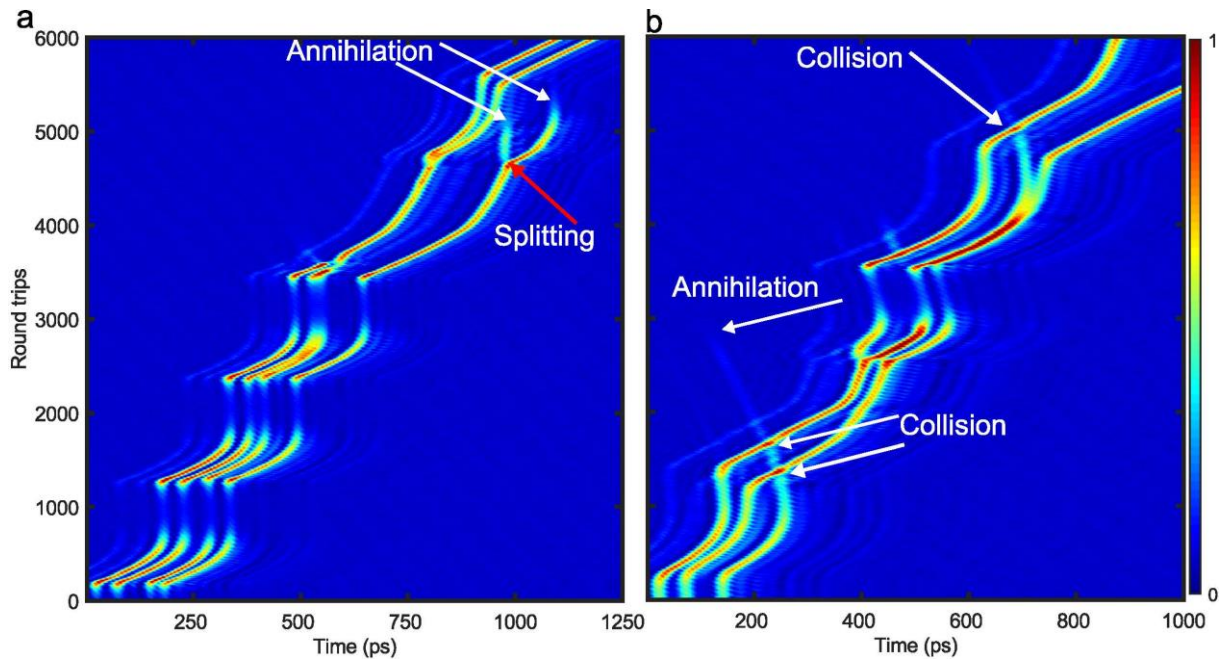 a
b
6000
5000
4000
3000
2000
1000
0
Round trips
250
500
750
1000
1250
Time (ps)
Annihilation
Splitting
200
400
600
800
1000
Time (ps)
Collision
Annihilation
Collision
1
0